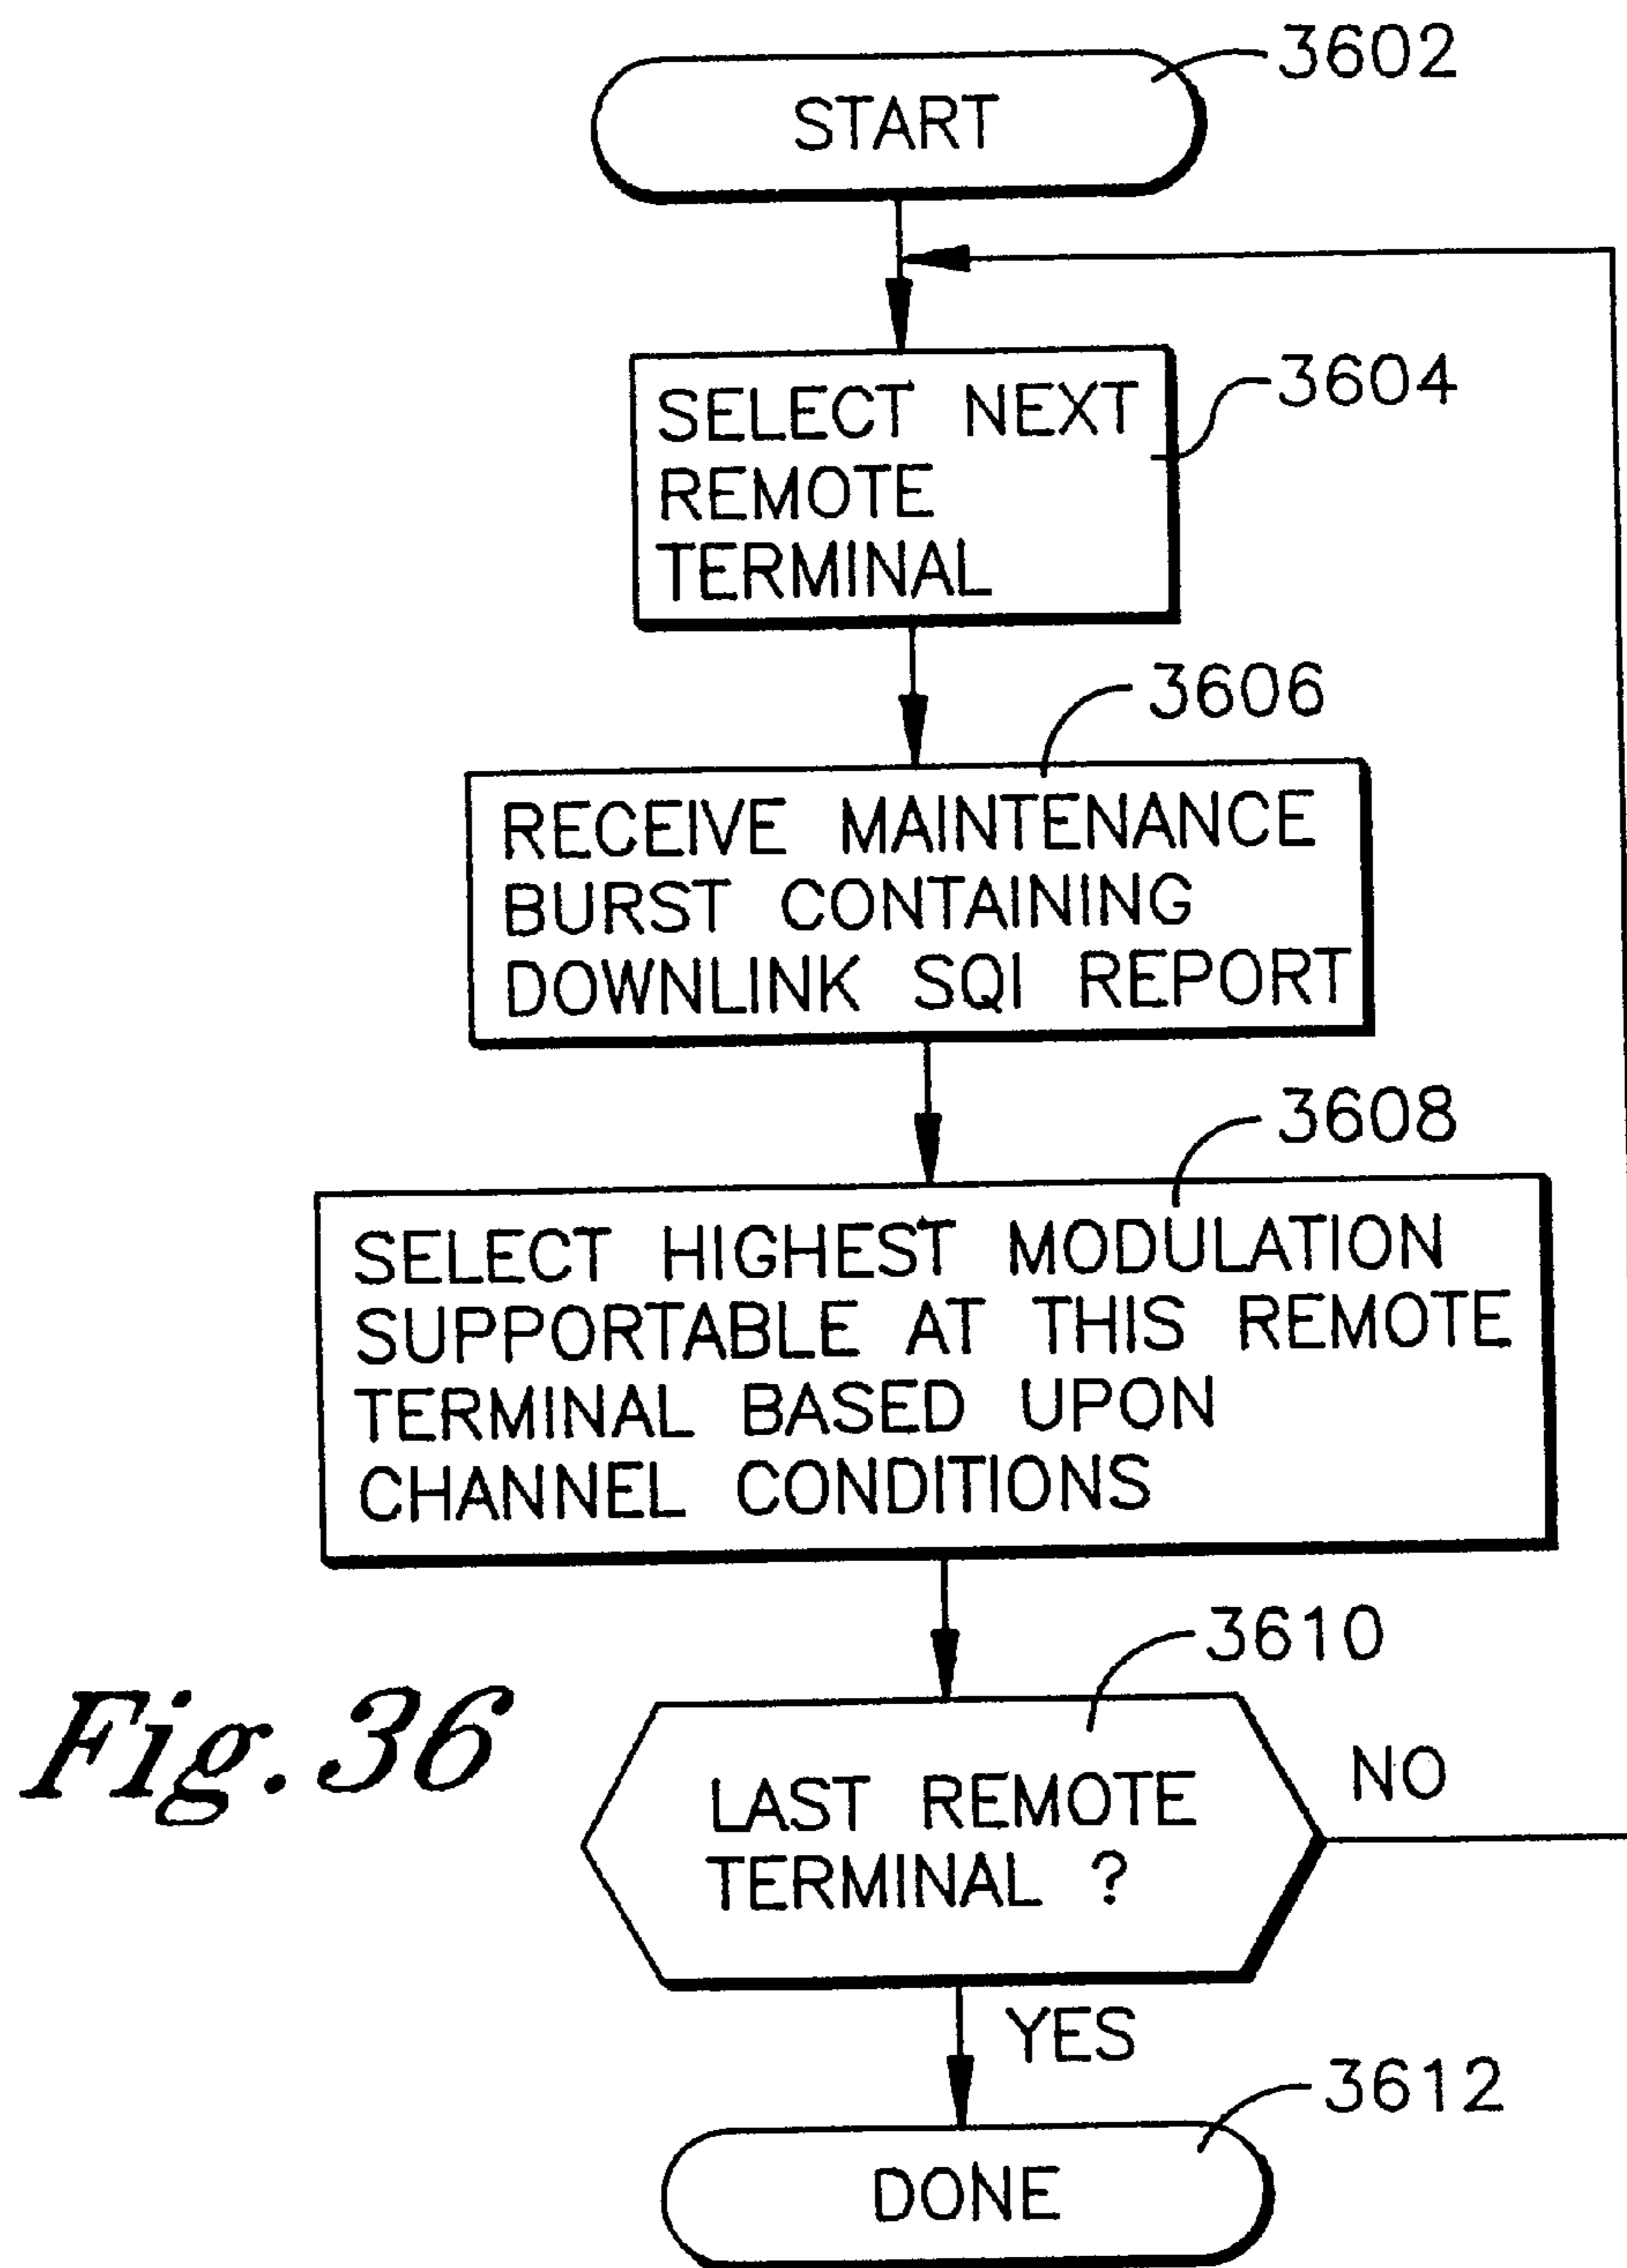 3602
START
3604
SELECT NEXT
REMOTE
TERMINAL
3606
RECEIVE MAINTENANCE
BURST CONTAINING
DOWNLINK SQI REPORT
3608
SELECT HIGHEST MODULATION
SUPPORTABLE AT THIS REMOTE
TERMINAL BASED UPON
CHANNEL CONDITIONS
3610
Fig. 36
LAST REMOTE
TERMINAL ?
NO
YES
3612
DONE